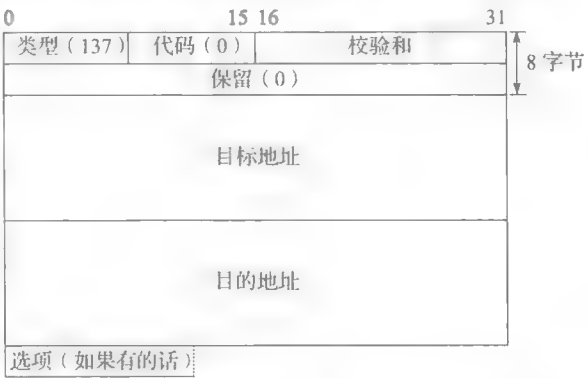 0 15 16 31
类型（137） 代码（0） 校验和
8 字节
保留（0）
目标地址
目的地址
选项（如果有的话）